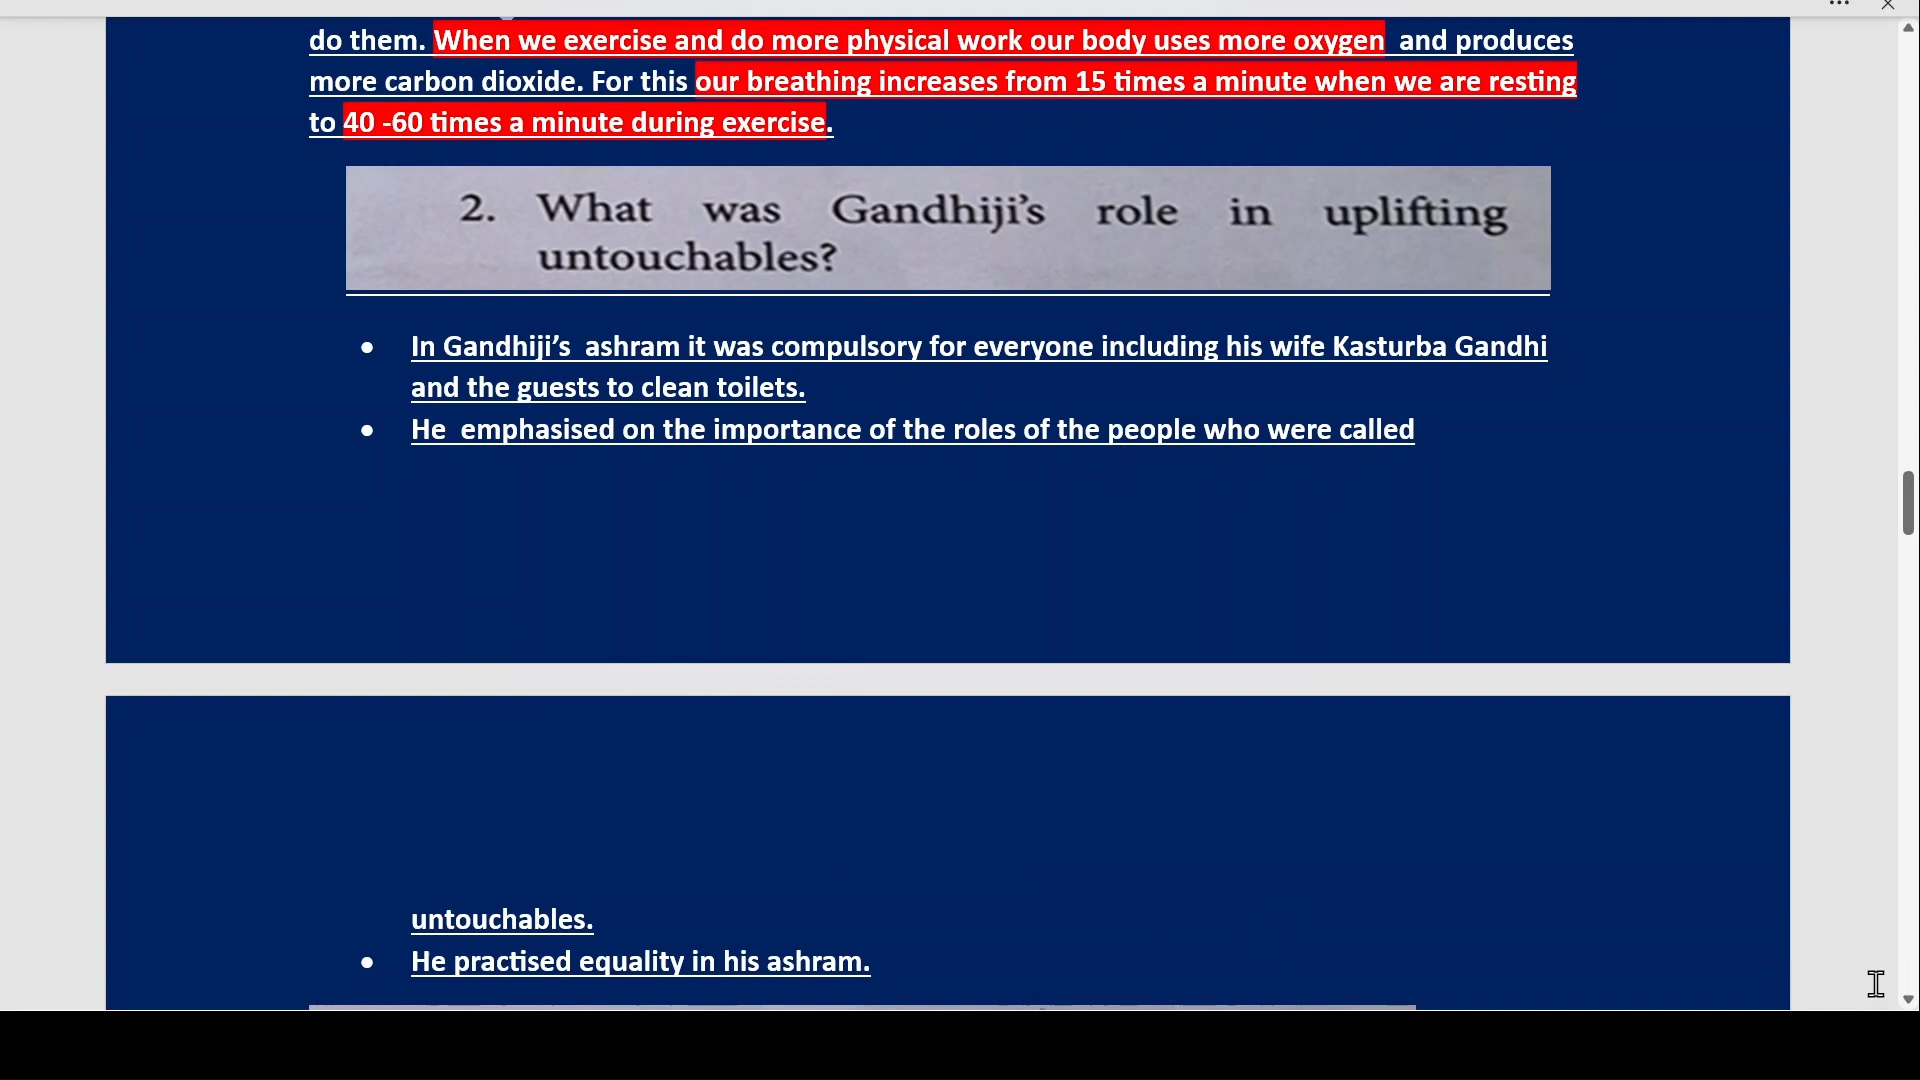 do them. When we exercise and do more physical work our body uses more oxygen  and produces
more carbon dioxide. For this our breathing increases from 15 times a minute when we are resting
to 40 -60 times a minute during exercise.
2. What was Gandhiji’s role in uplifting
untouchables?
• In Gandhiji’s  ashram it was compulsory for everyone including his wife Kasturba Gandhi
and the guests to clean toilets.
• He  emphasised on the importance of the roles of the people who were called
untouchables.
• He practised equality in his ashram.